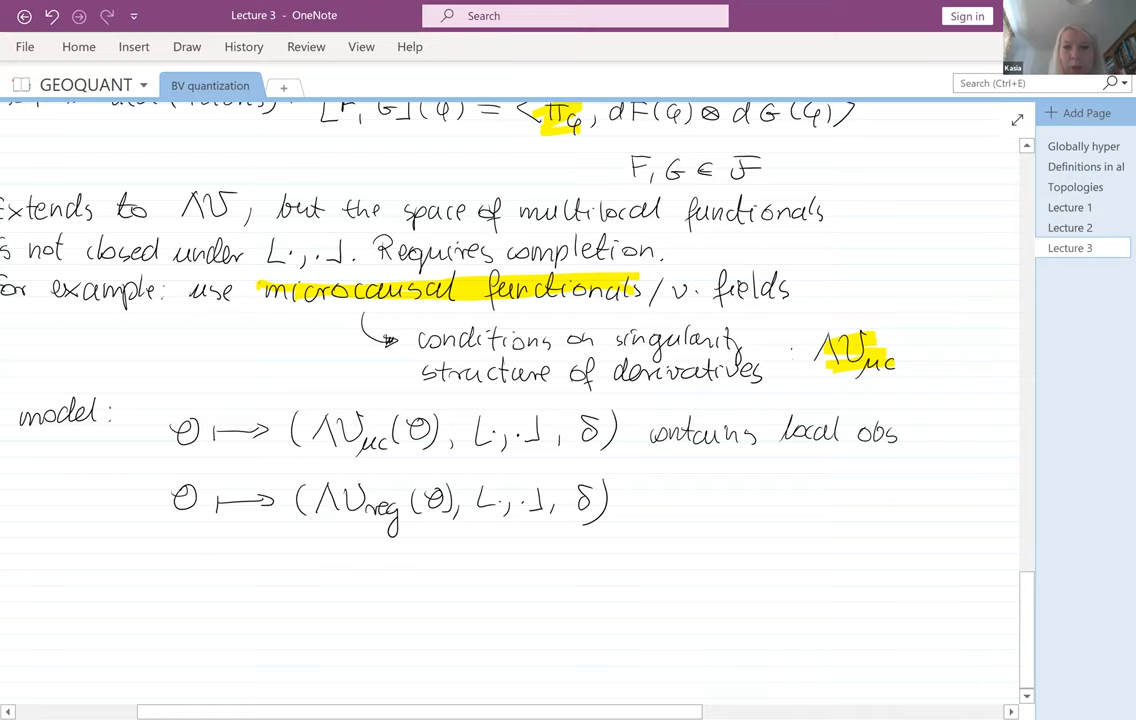 Lecture 3 - OneNote
Search
Sign in
File Home Insert Draw History Review View Help
Kasia
GEOQUANT
BV quantization
Search (Ctrl+E)
Add Page
Globally hyper
Definitions in al
Topologies
Lecture 1
Lecture 2
Lecture 3
⌊F, G⌋(φ) = <Π_φ, dF(φ) ⊗ dG(φ)>
F, G ∈ F
Extends to ΛV, but the space of multilocal functionals
is not closed under ⌊.,.⌋. Requires completion.
For example: use microcausal functionals / v. fields
conditions on singularity
structure of derivatives : ΛV_μc
model:
O ↦ (ΛV_μc(O), ⌊.,.⌋, δ) contains local obs
O ↦ (ΛV_reg(O), ⌊.,.⌋, δ)